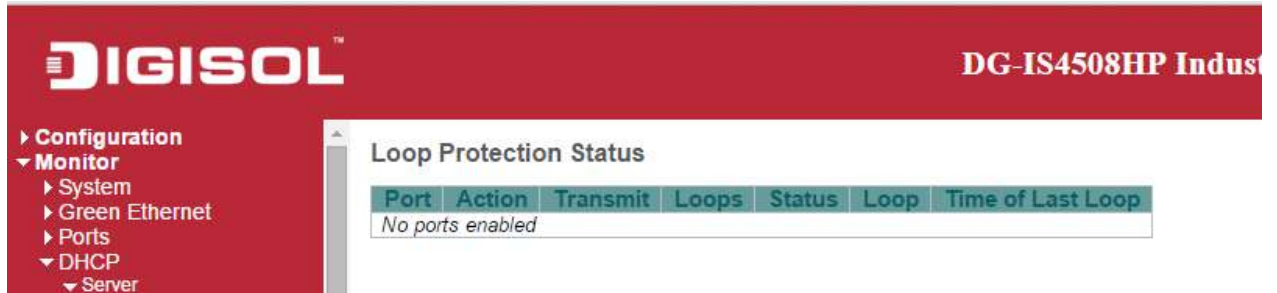 DIGISOL™
DG-IS4508HP Indust
Configuration
Monitor
System
Green Ethernet
Ports
DHCP
Server
Loop Protection Status
Port Action Transmit Loops Status Loop Time of Last Loop
No ports enabled